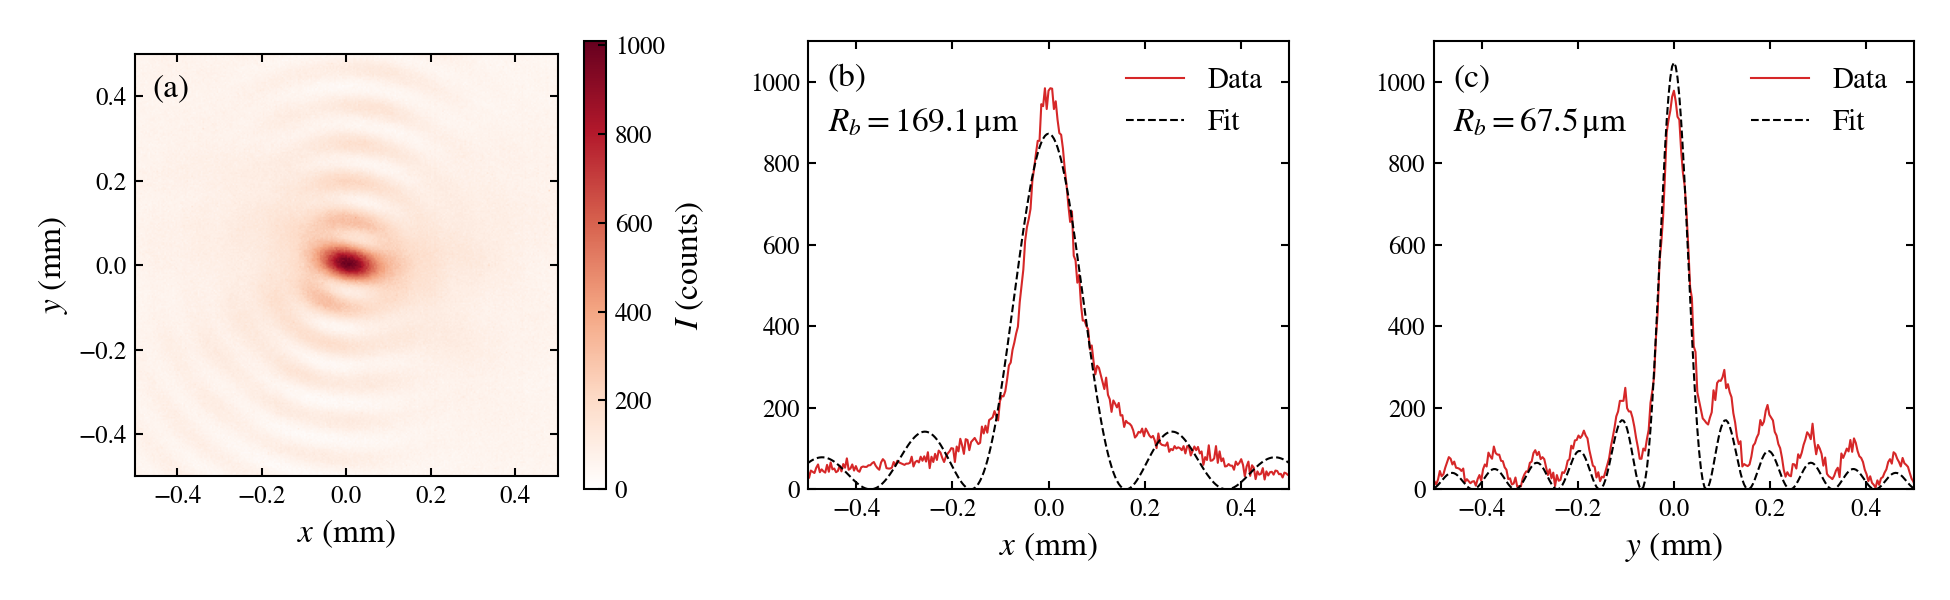 (a)
0.4
0.2
0.0
−0.2
−0.4
y (mm)
−0.4 −0.2 0.0 0.2 0.4
x (mm)
1000
800
600
400
200
0
I (counts)
(b)
R_b = 169.1 µm
Data
Fit
1000
800
600
400
200
0
−0.4 −0.2 0.0 0.2 0.4
x (mm)
(c)
R_b = 67.5 µm
Data
Fit
1000
800
600
400
200
0
−0.4 −0.2 0.0 0.2 0.4
y (mm)